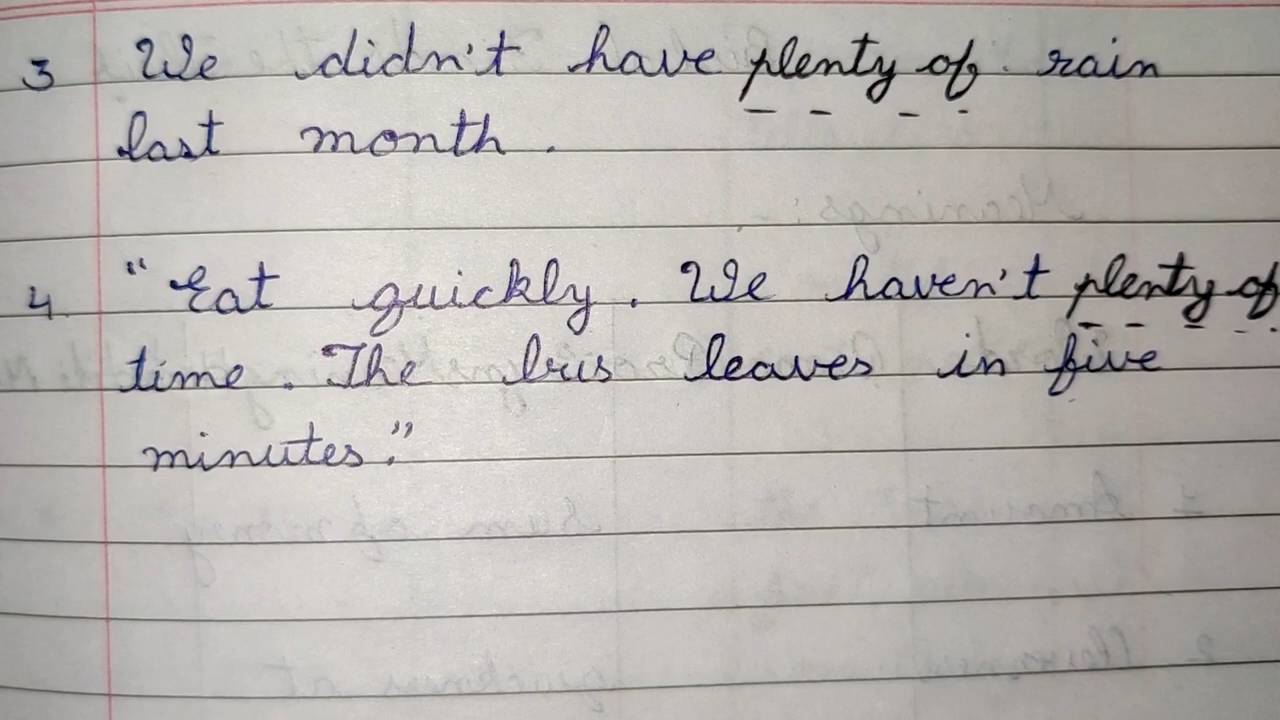 3 We didn't have plenty of rain
last month.
4 "Eat quickly. We haven't plenty of
time. The bus leaves in five
minutes."